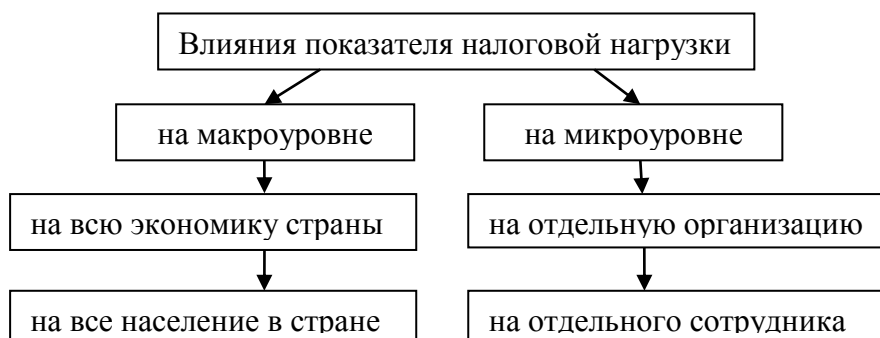 Влияния показателя налоговой нагрузки
на макроуровне
на микроуровне
на всю экономику страны
на отдельную организацию
на все население в стране
на отдельного сотрудника